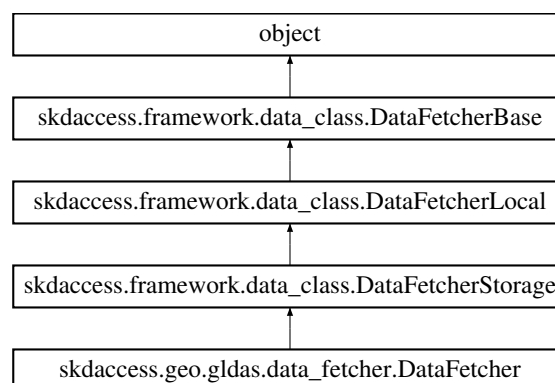 object
skdaccess.framework.data_class.DataFetcherBase
skdaccess.framework.data_class.DataFetcherLocal
skdaccess.framework.data_class.DataFetcherStorage
skdaccess.geo.gldas.data_fetcher.DataFetcher